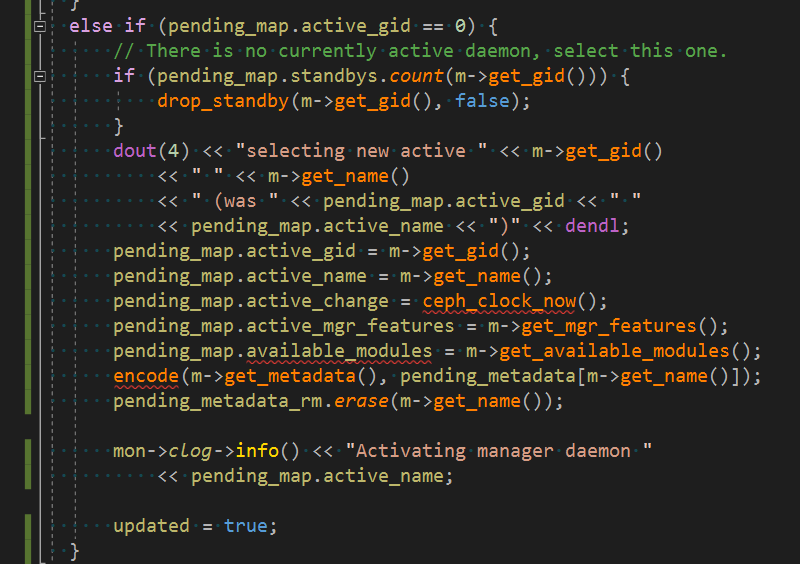 }
else if (pending_map.active_gid == 0) {
// There is no currently active daemon, select this one.
if (pending_map.standbys.count(m->get_gid())) {
drop_standby(m->get_gid(), false);
}
dout(4) << "selecting new active " << m->get_gid()
<< " " << m->get_name()
<< " (was " << pending_map.active_gid << " "
<< pending_map.active_name << ")" << dendl;
pending_map.active_gid = m->get_gid();
pending_map.active_name = m->get_name();
pending_map.active_change = ceph_clock_now();
pending_map.active_mgr_features = m->get_mgr_features();
pending_map.available_modules = m->get_available_modules();
encode(m->get_metadata(), pending_metadata[m->get_name()]);
pending_metadata_rm.erase(m->get_name());
mon->clog->info() << "Activating manager daemon "
<< pending_map.active_name;
updated = true;
}